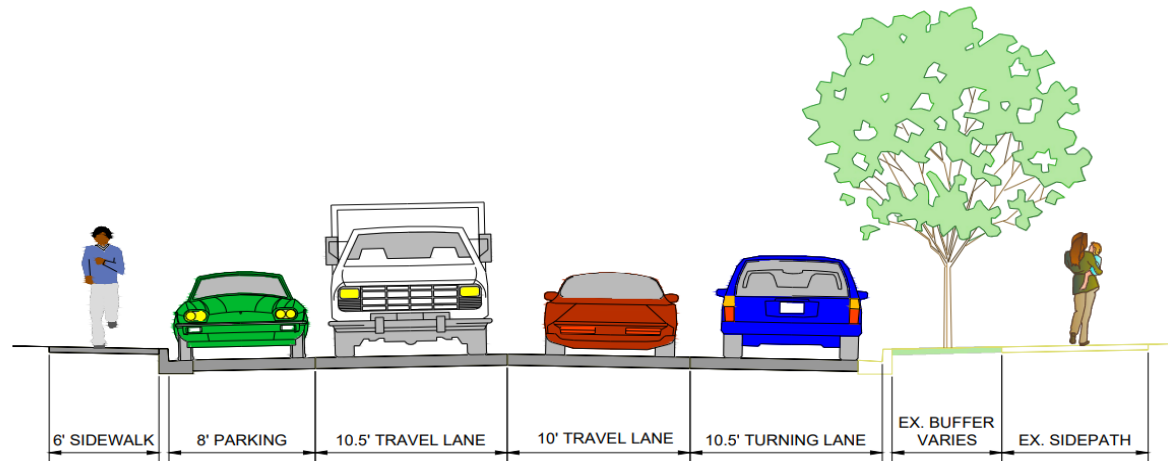 6' SIDEWALK
8' PARKING
10.5' TRAVEL LANE
10' TRAVEL LANE
10.5' TURNING LANE
EX. BUFFER
VARIES
EX. SIDEPATH